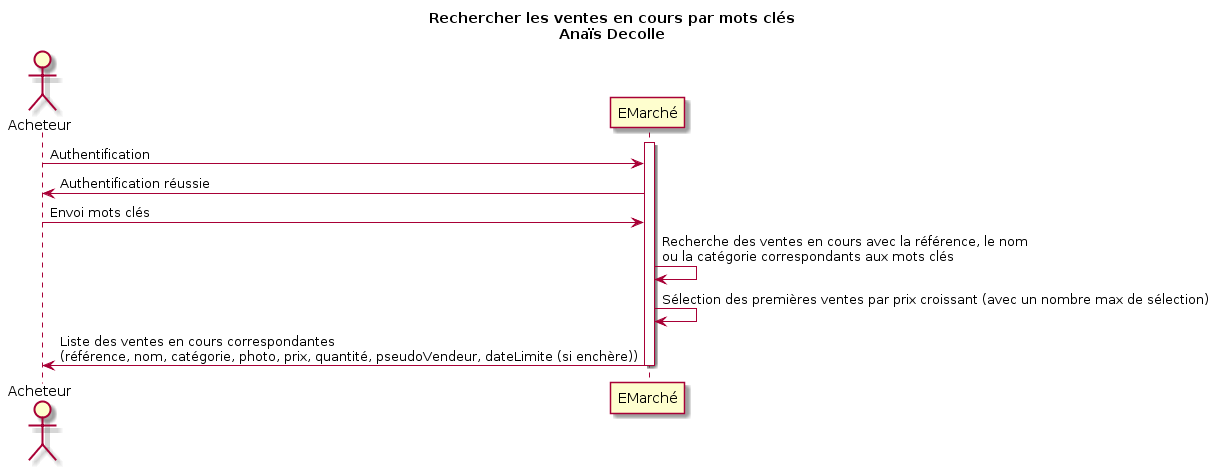 Rechercher les ventes en cours par mots clés
Anaïs Decolle
Acheteur
EMarché
Authentification
Authentification réussie
Envoi mots clés
Recherche des ventes en cours avec la référence, le nom
ou la catégorie correspondants aux mots clés
Sélection des premières ventes par prix croissant (avec un nombre max de sélection)
Liste des ventes en cours correspondantes
(référence, nom, catégorie, photo, prix, quantité, pseudoVendeur, dateLimite (si enchère))
Acheteur
EMarché